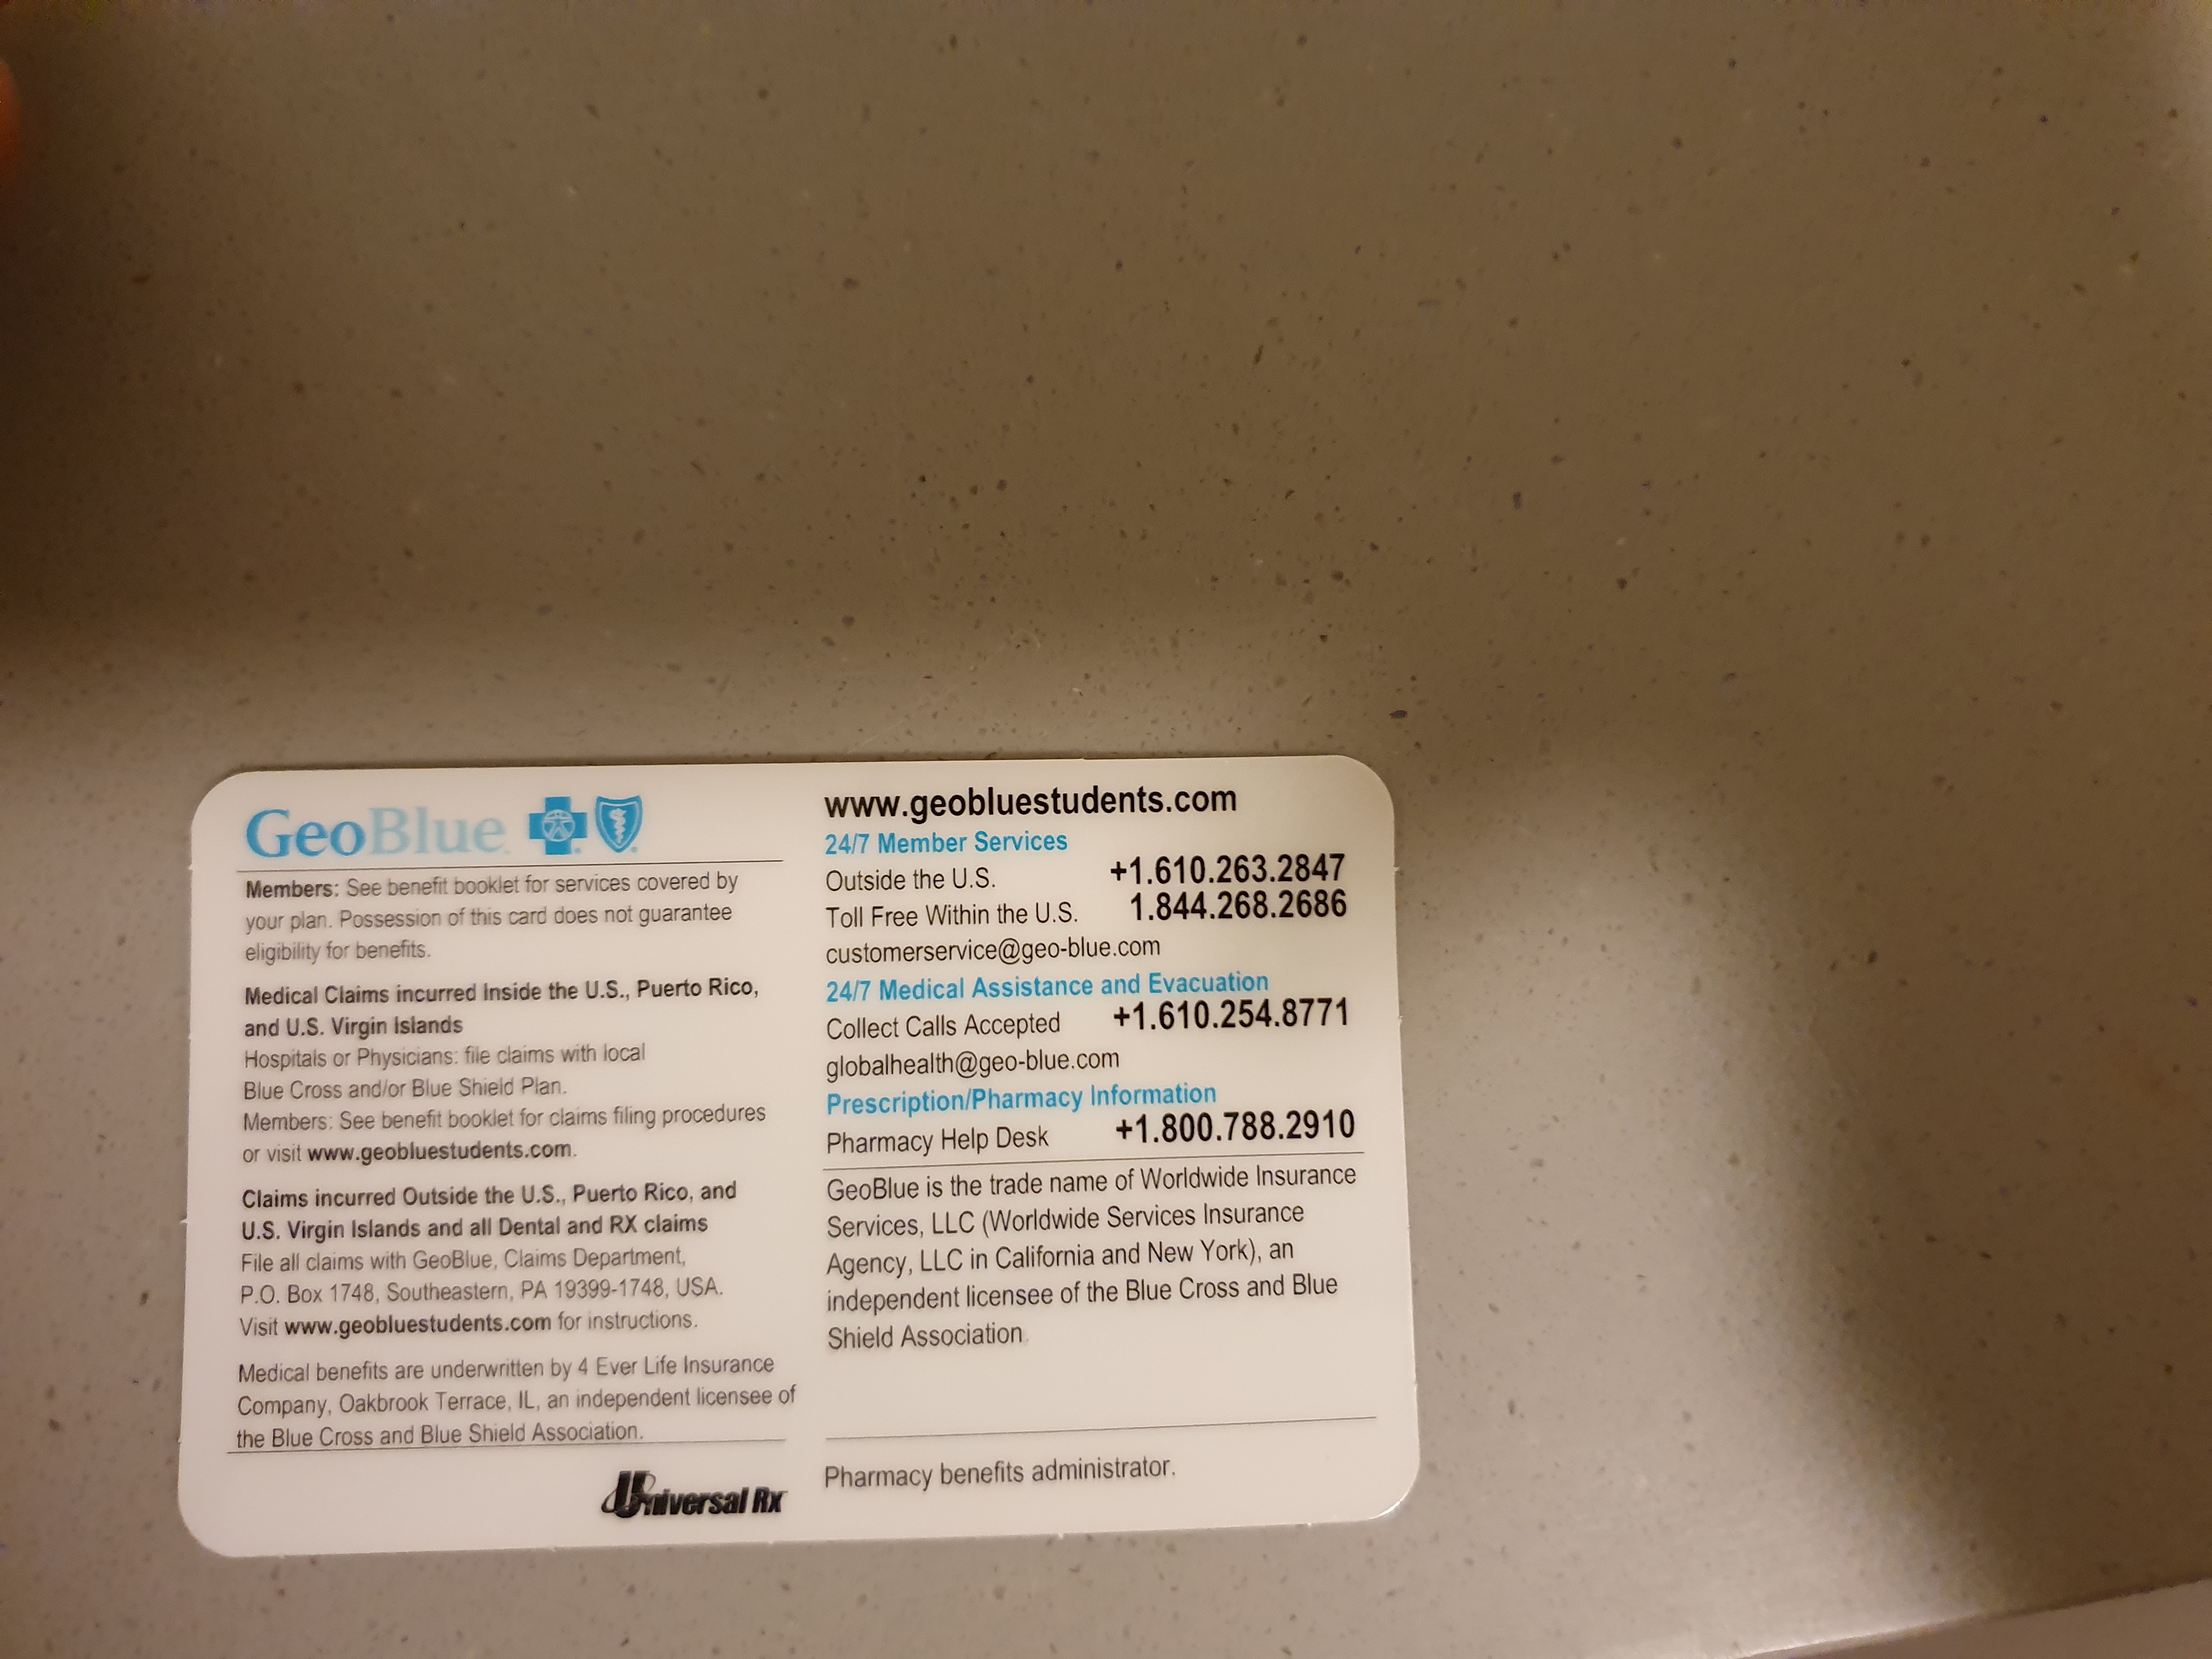 GeoBlue
Members: See benefit booklet for services covered by
your plan. Possession of this card does not guarantee
eligibility for benefits.
Medical Claims incurred Inside the U.S., Puerto Rico,
and U.S. Virgin Islands
Hospitals or Physicians: file claims with local
Blue Cross and/or Blue Shield Plan.
Members: See benefit booklet for claims filing procedures
or visit www.geobluestudents.com.
Claims incurred Outside the U.S., Puerto Rico, and
U.S. Virgin Islands and all Dental and RX claims
File all claims with GeoBlue, Claims Department,
P.O. Box 1748, Southeastern, PA 19399-1748, USA.
Visit www.geobluestudents.com for instructions.
Medical benefits are underwritten by 4 Ever Life Insurance
Company, Oakbrook Terrace, IL, an independent licensee of
the Blue Cross and Blue Shield Association.
www.geobluestudents.com
24/7 Member Services
Outside the U.S. +1.610.263.2847
Toll Free Within the U.S. 1.844.268.2686
customerservice@geo-blue.com
24/7 Medical Assistance and Evacuation
Collect Calls Accepted +1.610.254.8771
globalhealth@geo-blue.com
Prescription/Pharmacy Information
Pharmacy Help Desk +1.800.788.2910
GeoBlue is the trade name of Worldwide Insurance
Services, LLC (Worldwide Services Insurance
Agency, LLC in California and New York), an
independent licensee of the Blue Cross and Blue
Shield Association.
Universal Rx
Pharmacy benefits administrator.